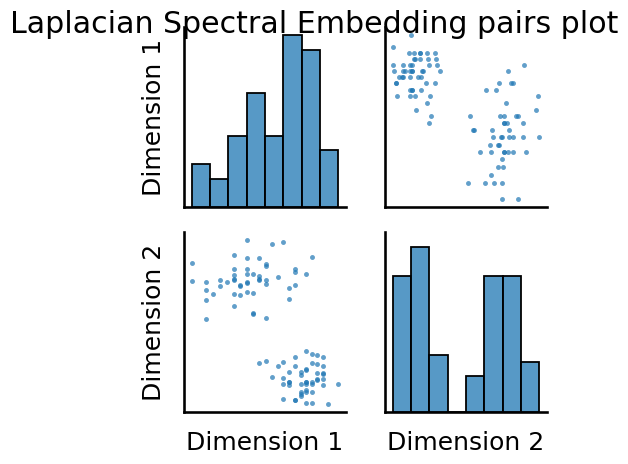 Laplacian Spectral Embedding pairs plot
Dimension 1
Dimension 2
Dimension 1
Dimension 2